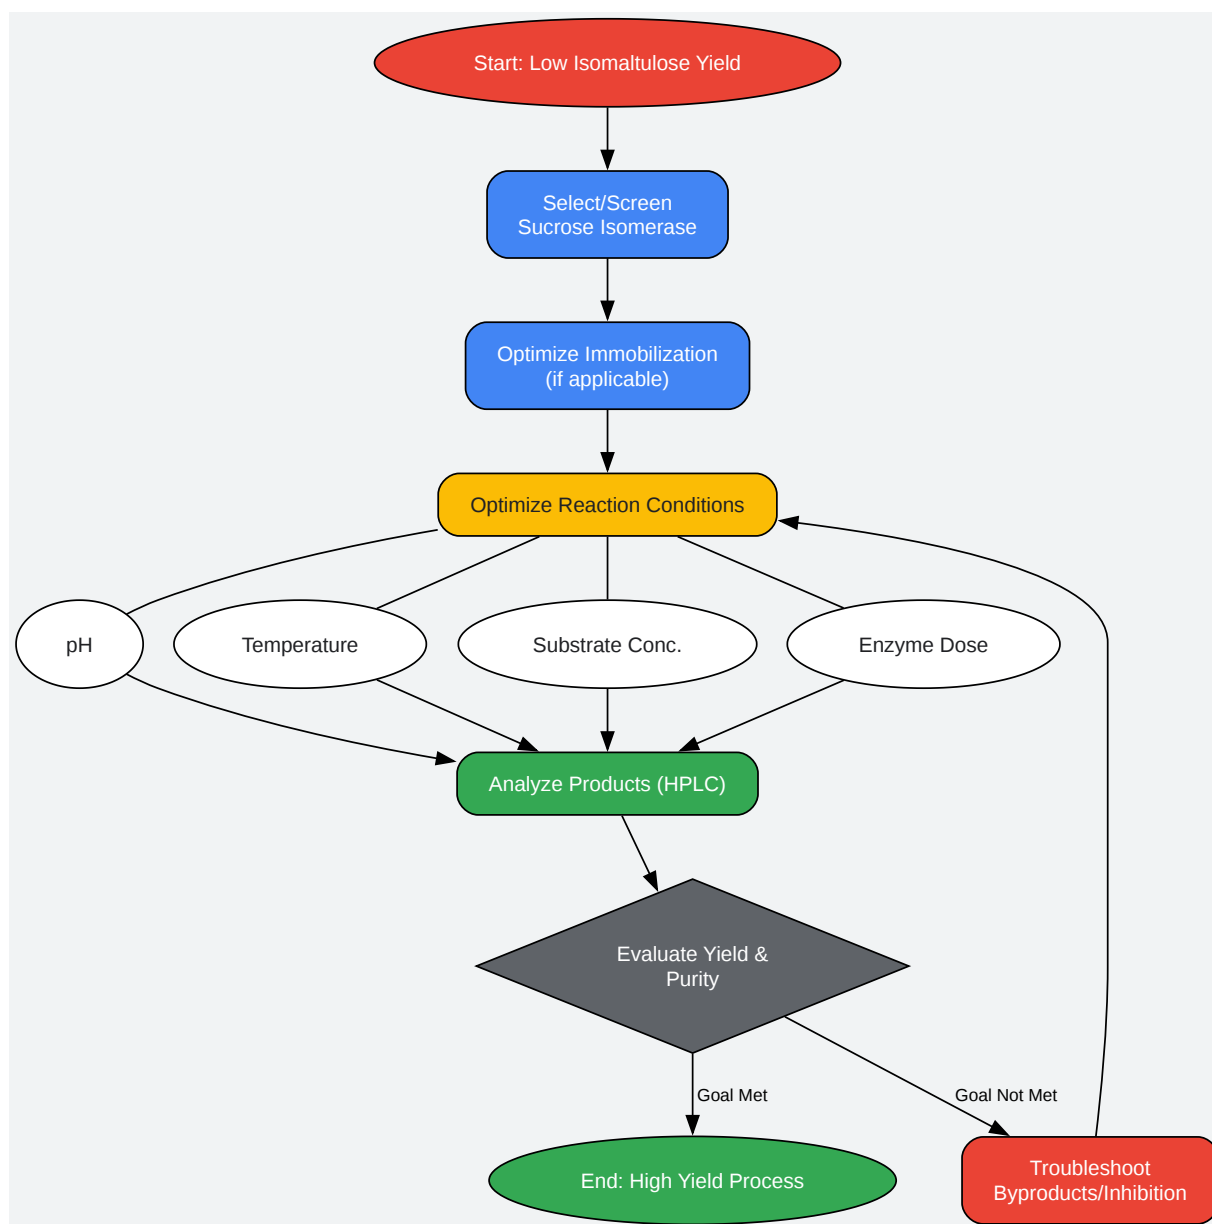 Start: Low Isomaltulose Yield
Select/Screen
Sucrose Isomerase
Optimize Immobilization
(if applicable)
Optimize Reaction Conditions
pH
Temperature
Substrate Conc.
Enzyme Dose
Analyze Products (HPLC)
Evaluate Yield &
Purity
Goal Met
Goal Not Met
End: High Yield Process
Troubleshoot
Byproducts/Inhibition